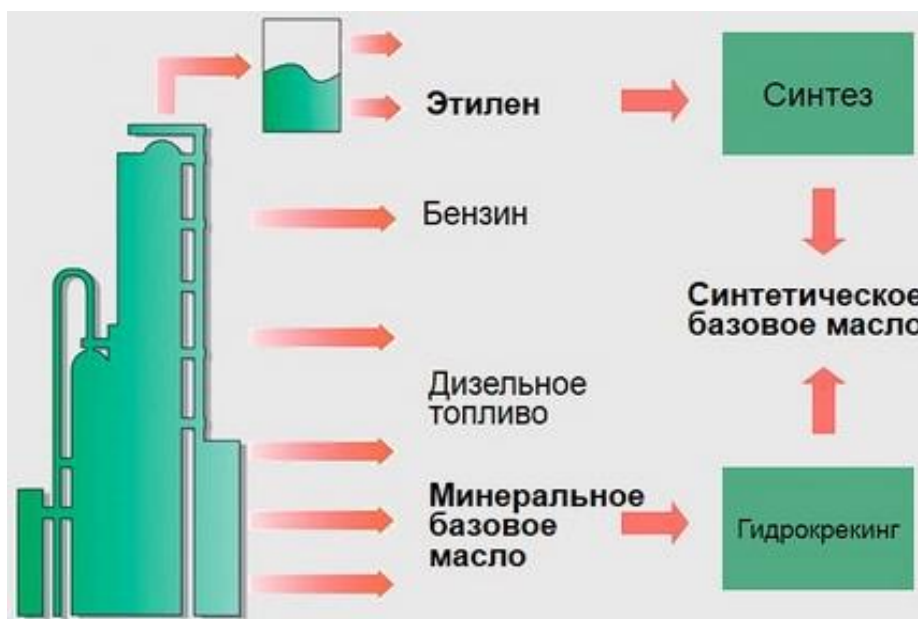 Этилен
Синтез
Бензин
Синтетическое
базовое масло
Дизельное
топливо
Минеральное
базовое
масло
Гидрокрекинг